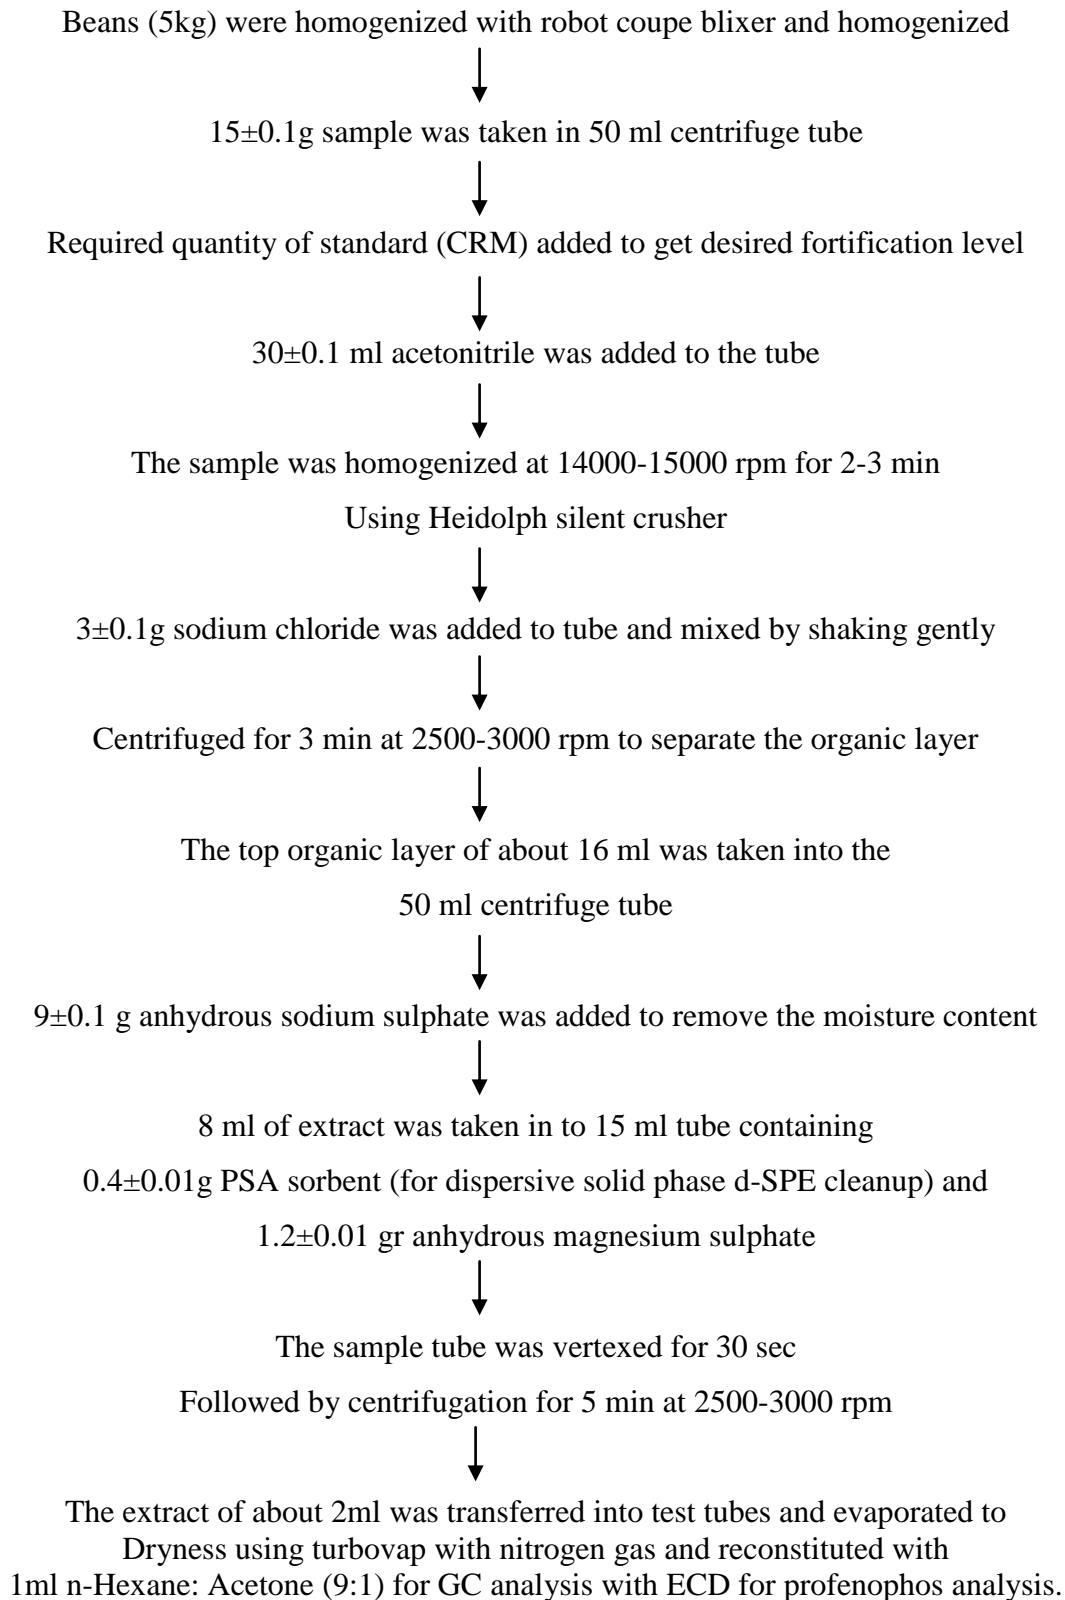 Beans (5kg) were homogenized with robot coupe blixer and homogenized
15±0.1g sample was taken in 50 ml centrifuge tube
Required quantity of standard (CRM) added to get desired fortification level
30±0.1 ml acetonitrile was added to the tube
The sample was homogenized at 14000-15000 rpm for 2-3 min
Using Heidolph silent crusher
3±0.1g sodium chloride was added to tube and mixed by shaking gently
Centrifuged for 3 min at 2500-3000 rpm to separate the organic layer
The top organic layer of about 16 ml was taken into the
50 ml centrifuge tube
9±0.1 g anhydrous sodium sulphate was added to remove the moisture content
8 ml of extract was taken in to 15 ml tube containing
0.4±0.01g PSA sorbent (for dispersive solid phase d-SPE cleanup) and
1.2±0.01 gr anhydrous magnesium sulphate
The sample tube was vertexed for 30 sec
Followed by centrifugation for 5 min at 2500-3000 rpm
The extract of about 2ml was transferred into test tubes and evaporated to
Dryness using turbovap with nitrogen gas and reconstituted with
1ml n-Hexane: Acetone (9:1) for GC analysis with ECD for profenophos analysis.